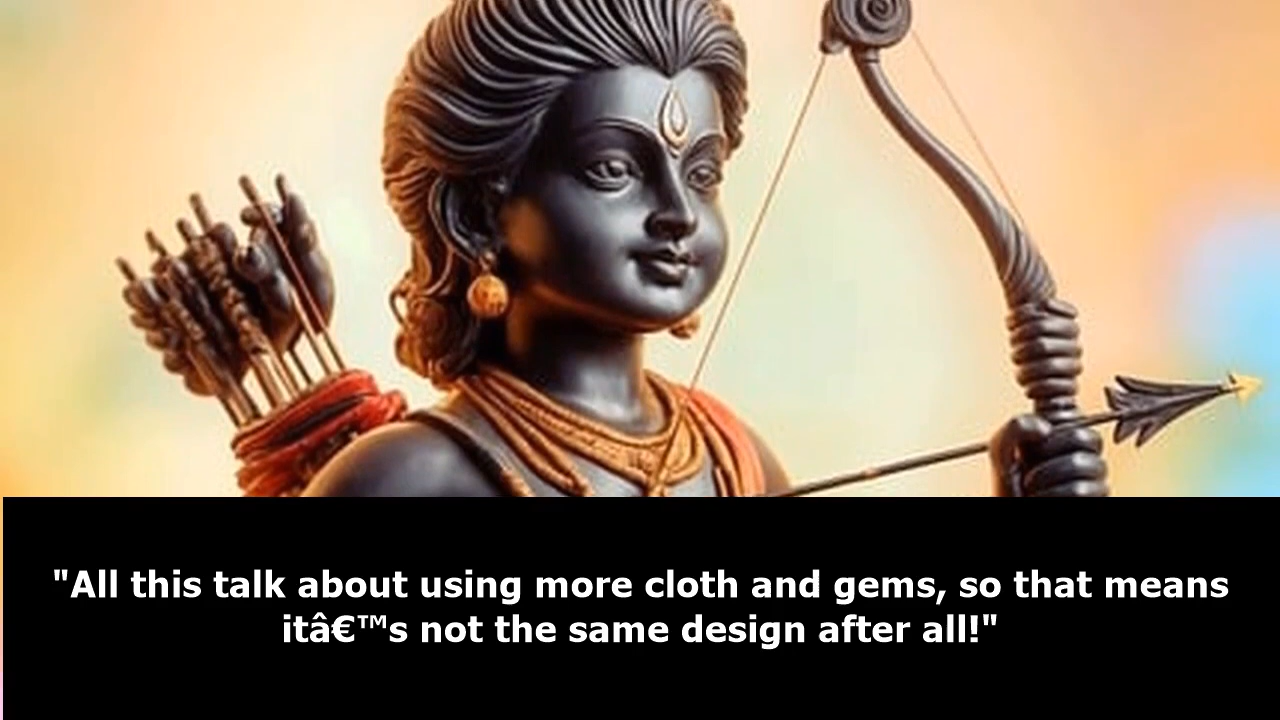 "All this talk about using more cloth and gems, so that means
itâ€™s not the same design after all!"